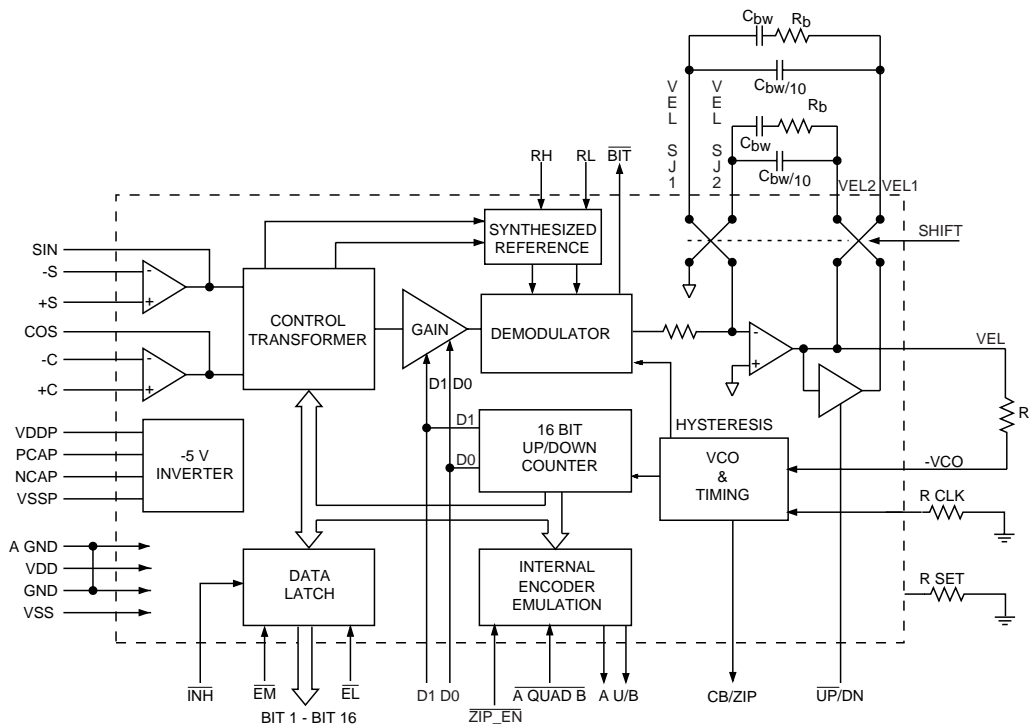 Cbw Rb
Cbw/10
VEL SJ1
VEL SJ2
Rb
Cbw
Cbw/10
VEL2 VEL1
RH
RL
BIT
SHIFT
SIN
-S
+S
COS
-C
+C
-
+
-
+
SYNTHESIZED
REFERENCE
CONTROL
TRANSFORMER
GAIN
DEMODULATOR
-
+
VEL
R
D1 D0
D1
D0
16 BIT
UP/DOWN
COUNTER
HYSTERESIS
VCO
&
TIMING
-VCO
R CLK
R SET
VDDP
PCAP
NCAP
VSSP
-5 V
INVERTER
A GND
VDD
GND
VSS
DATA
LATCH
INTERNAL
ENCODER
EMULATION
INH
EM
EL
BIT 1 - BIT 16
D1 D0
ZIP_EN
A QUAD B
A U/B
CB/ZIP
UP/DN